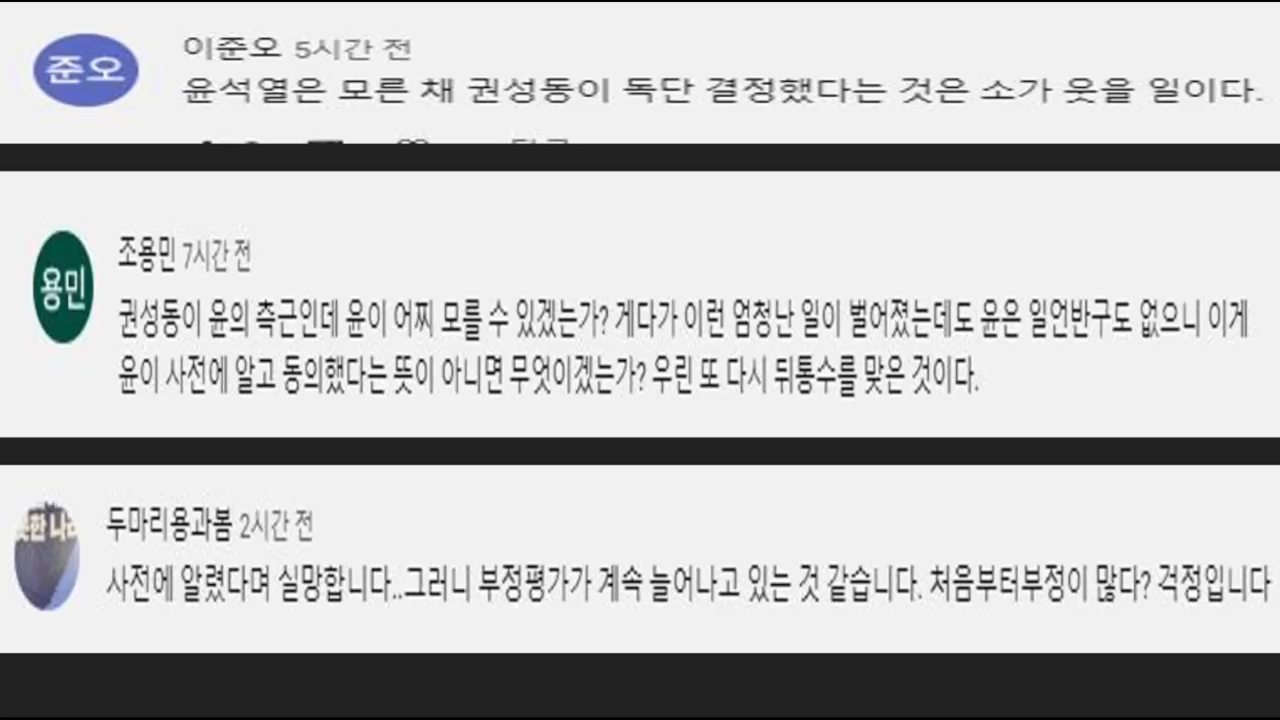 준오
이준오 5시간 전
윤석열은 모른 채 권성동이 독단 결정했다는 것은 소가 웃을 일이다.
용민
조용민 7시간 전
권성동이 윤의 측근인데 윤이 어찌 모를 수 있겠는가? 게다가 이런 엄청난 일이 벌어졌는데도 윤은 일언반구도 없으니 이게
윤이 사전에 알고 동의했다는 뜻이 아니면 무엇이겠는가? 우린 또 다시 뒤통수를 맞은 것이다.
두마리용과봄 2시간 전
사전에 알렸다며 실망합니다..그러니 부정평가가 계속 늘어나고 있는 것 같습니다. 처음부터부정이 많다? 걱정입니다